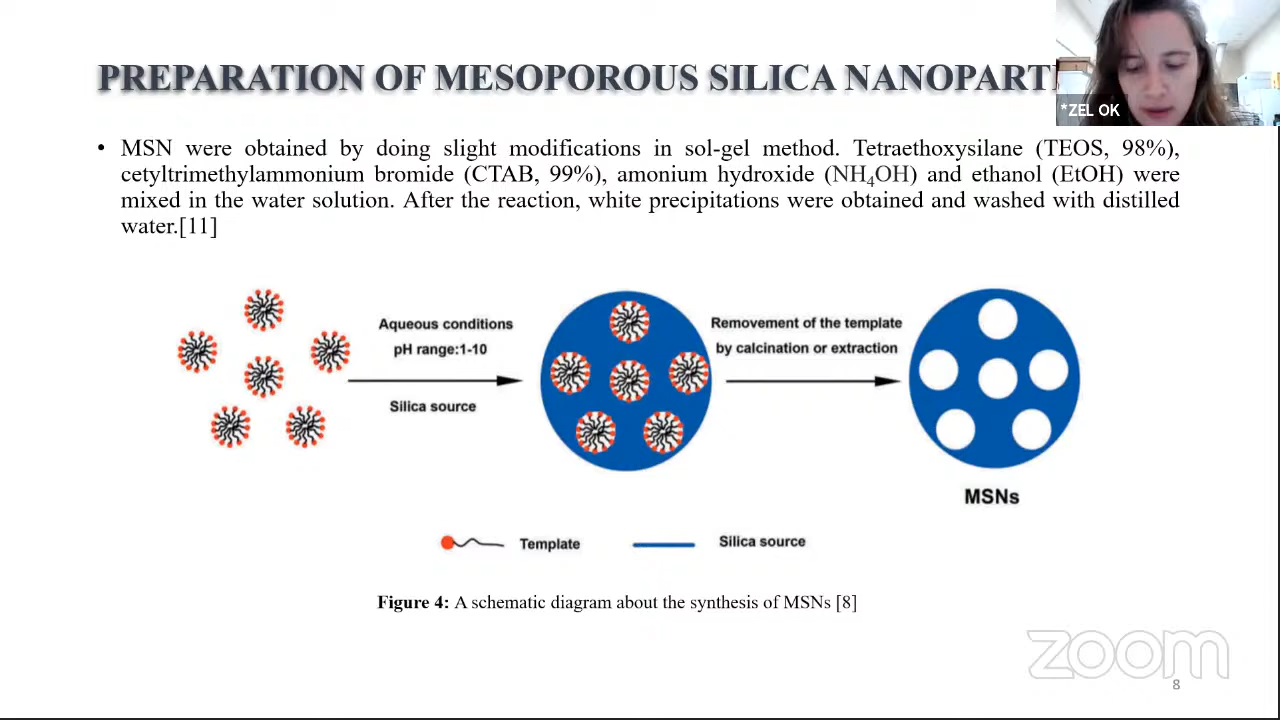 PREPARATION OF MESOPOROUS SILICA NANOPARTI
*ZEL OK
• MSN were obtained by doing slight modifications in sol-gel method. Tetraethoxysilane (TEOS, 98%),
cetyltrimethylammonium bromide (CTAB, 99%), amonium hydroxide (NH₄OH) and ethanol (EtOH) were
mixed in the water solution. After the reaction, white precipitations were obtained and washed with distilled
water.[11]
Aqueous conditions
pH range:1-10
Silica source
Removement of the template
by calcination or extraction
MSNs
Template
Silica source
Figure 4: A schematic diagram about the synthesis of MSNs [8]
zoom
8